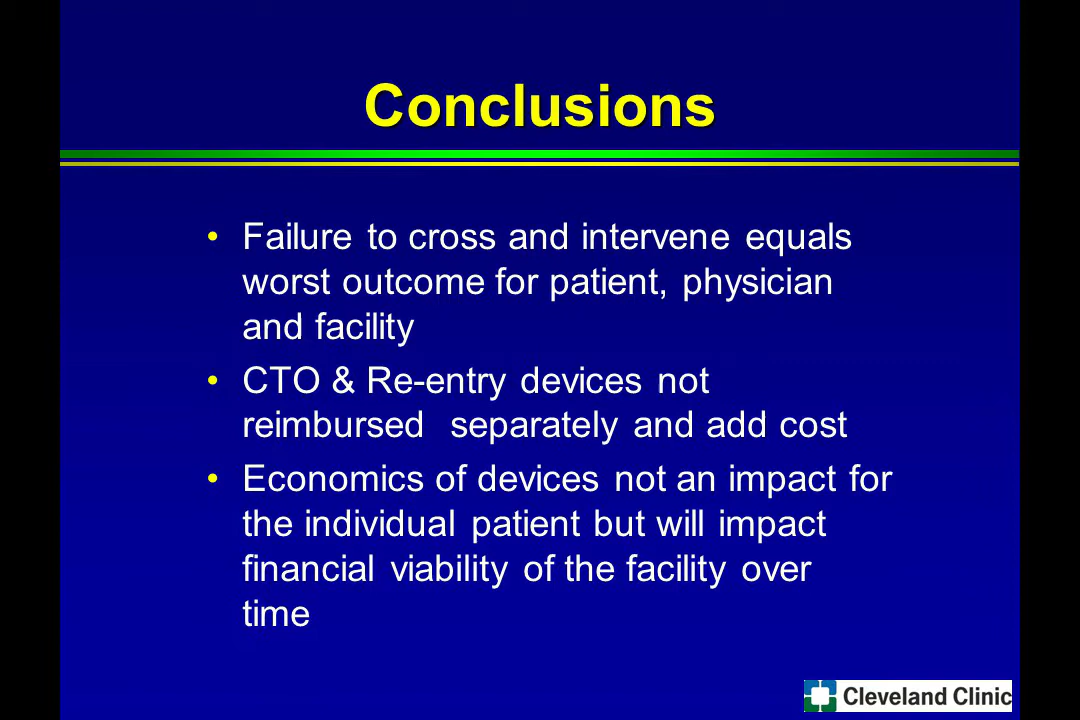 Conclusions
• Failure to cross and intervene equals
worst outcome for patient, physician
and facility
• CTO & Re-entry devices not
reimbursed  separately and add cost
• Economics of devices not an impact for
the individual patient but will impact
financial viability of the facility over
time
Cleveland Clinic